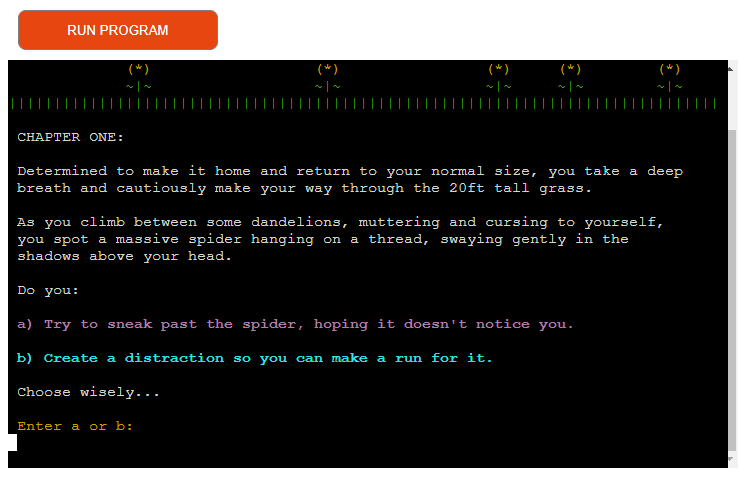 RUN PROGRAM
(*) (*) (*) (*) (*)
~|~ ~|~ ~|~ ~|~ ~|~
|||||||||||||||||||||||||||||||||||||||||||||||||||||||||||||||||||||||||||||||
CHAPTER ONE:
Determined to make it home and return to your normal size, you take a deep
breath and cautiously make your way through the 20ft tall grass.
As you climb between some dandelions, muttering and cursing to yourself,
you spot a massive spider hanging on a thread, swaying gently in the
shadows above your head.
Do you:
a) Try to sneak past the spider, hoping it doesn't notice you.
b) Create a distraction so you can make a run for it.
Choose wisely...
Enter a or b: